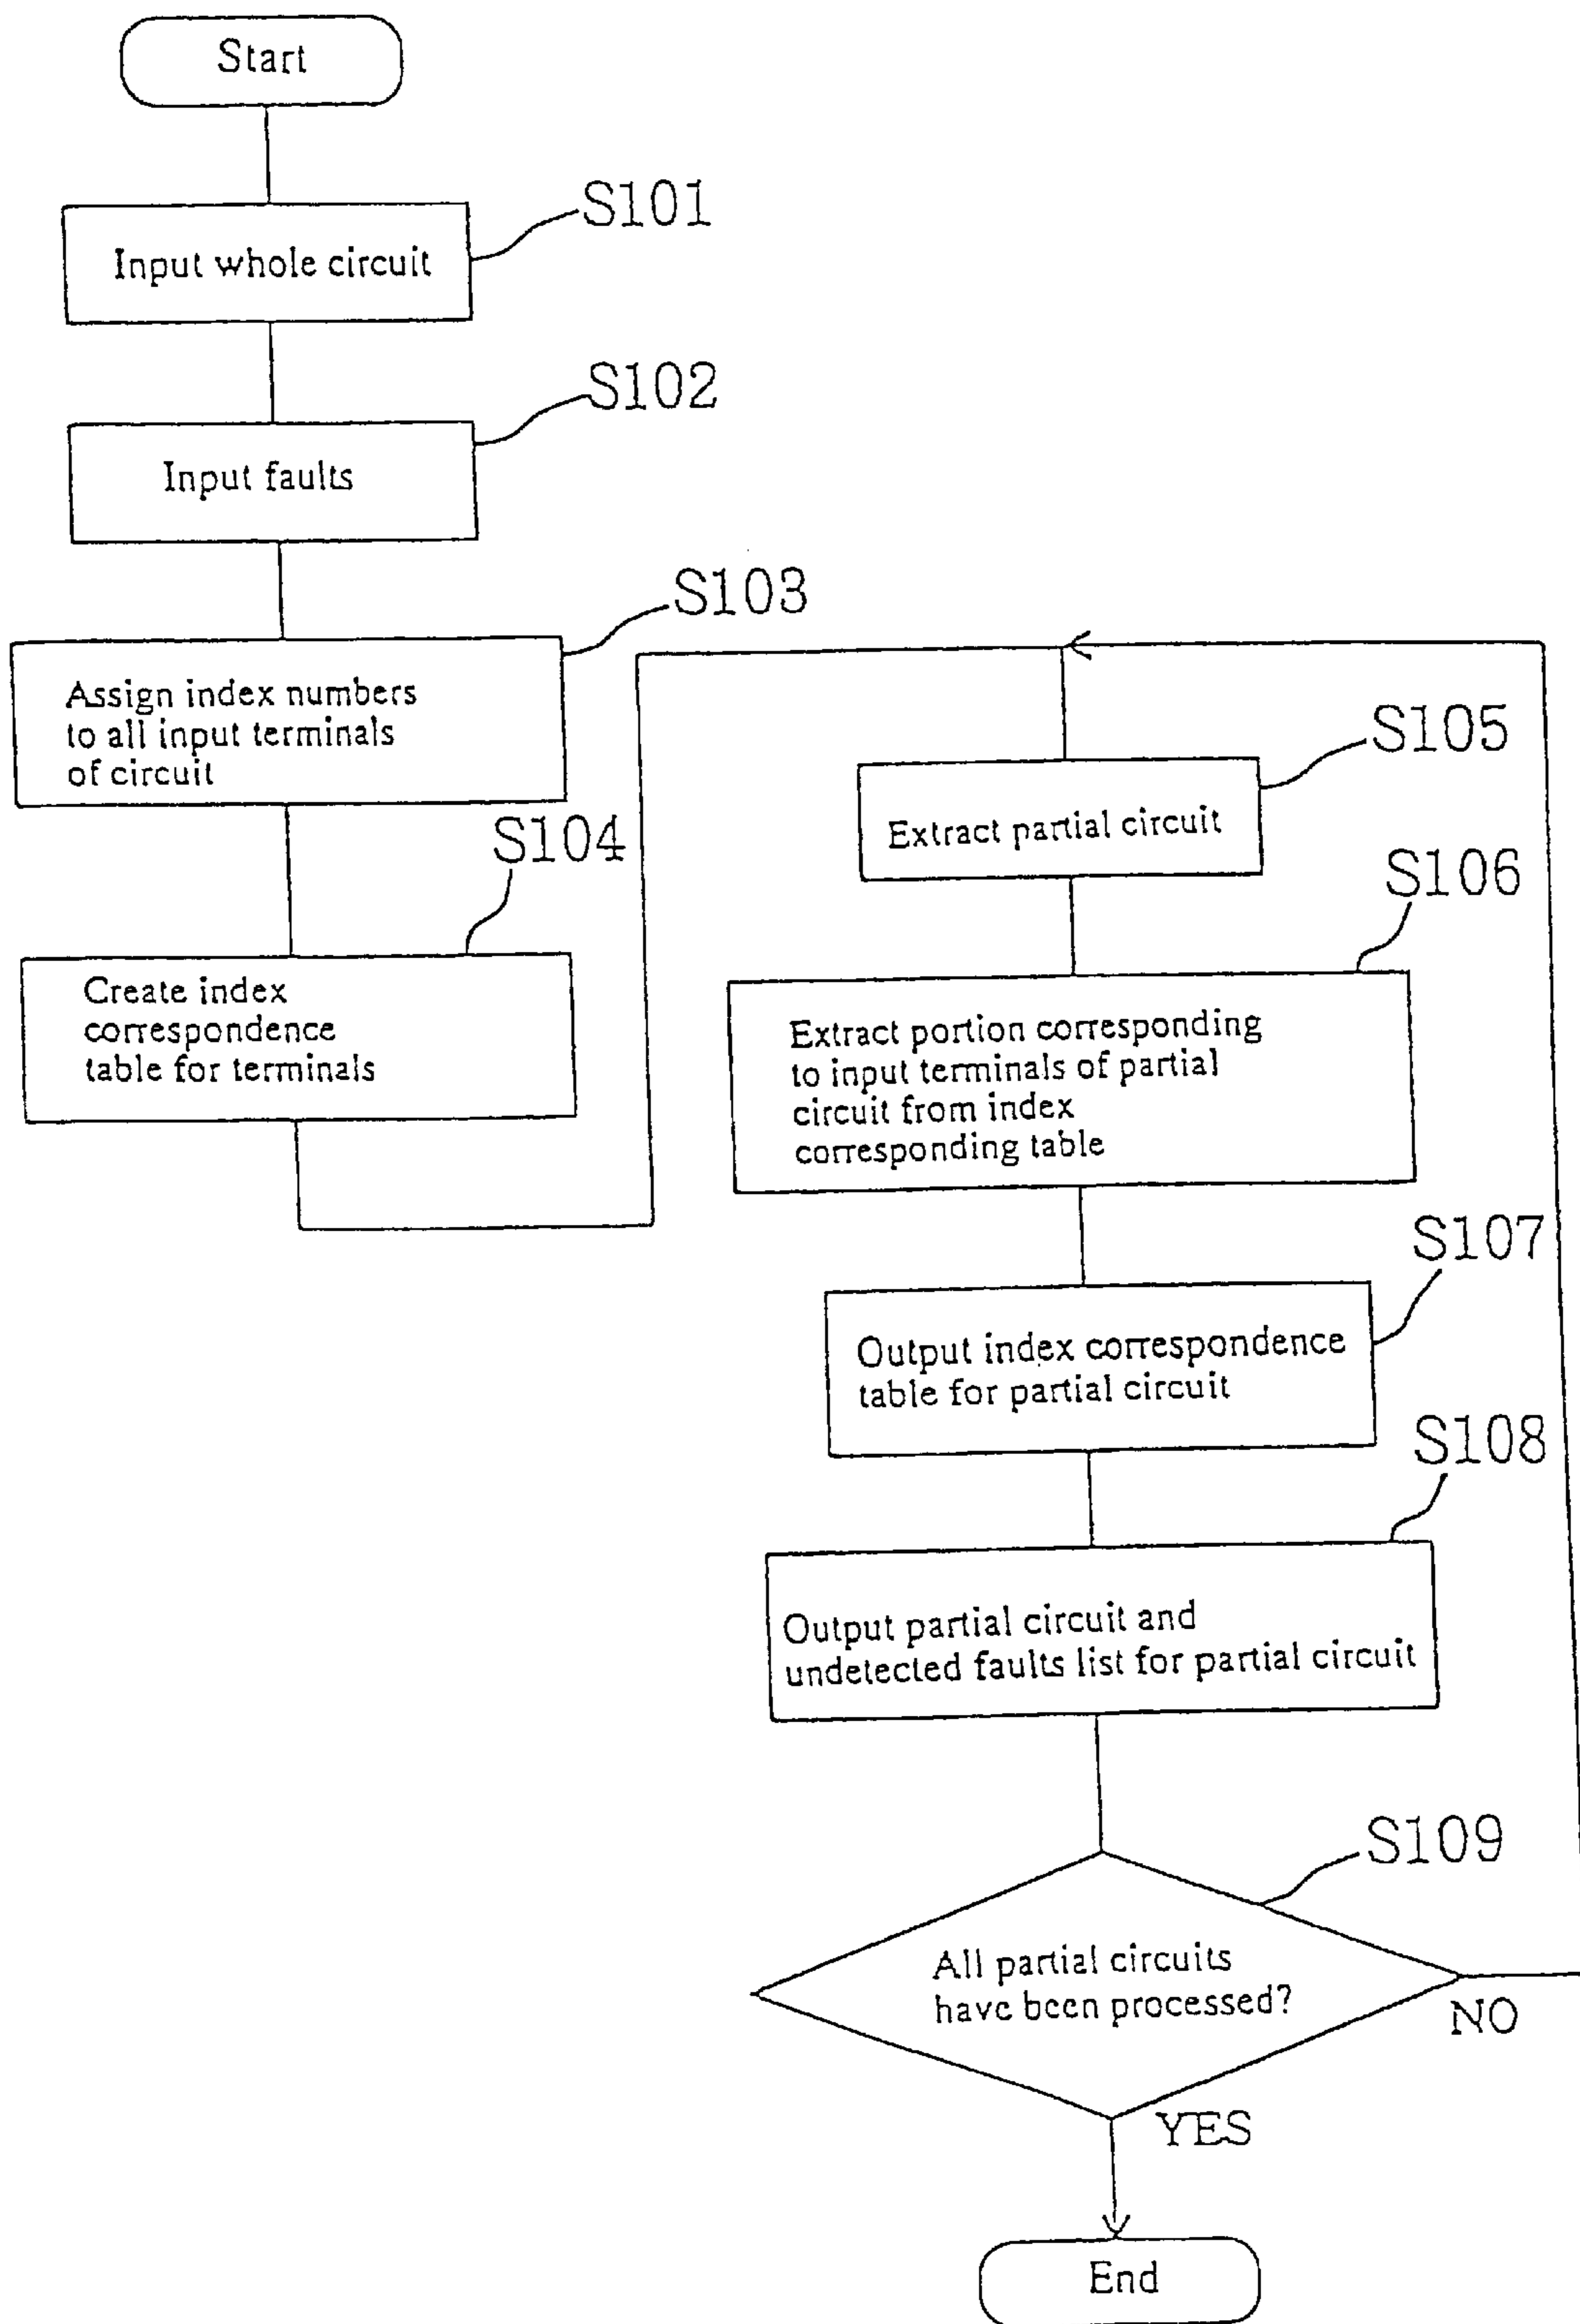 Start
S101
Input whole circuit
S102
Input faults
S103
Assign index numbers
to all input terminals
of circuit
S104
Create index
correspondence
table for terminals
S105
Extract partial circuit
S106
Extract portion corresponding
to input terminals of partial
circuit from index
corresponding table
S107
Output index correspondence
table for partial circuit
S108
Output partial circuit and
undetected faults list for partial circuit
S109
All partial circuits
have been processed?
NO
YES
End